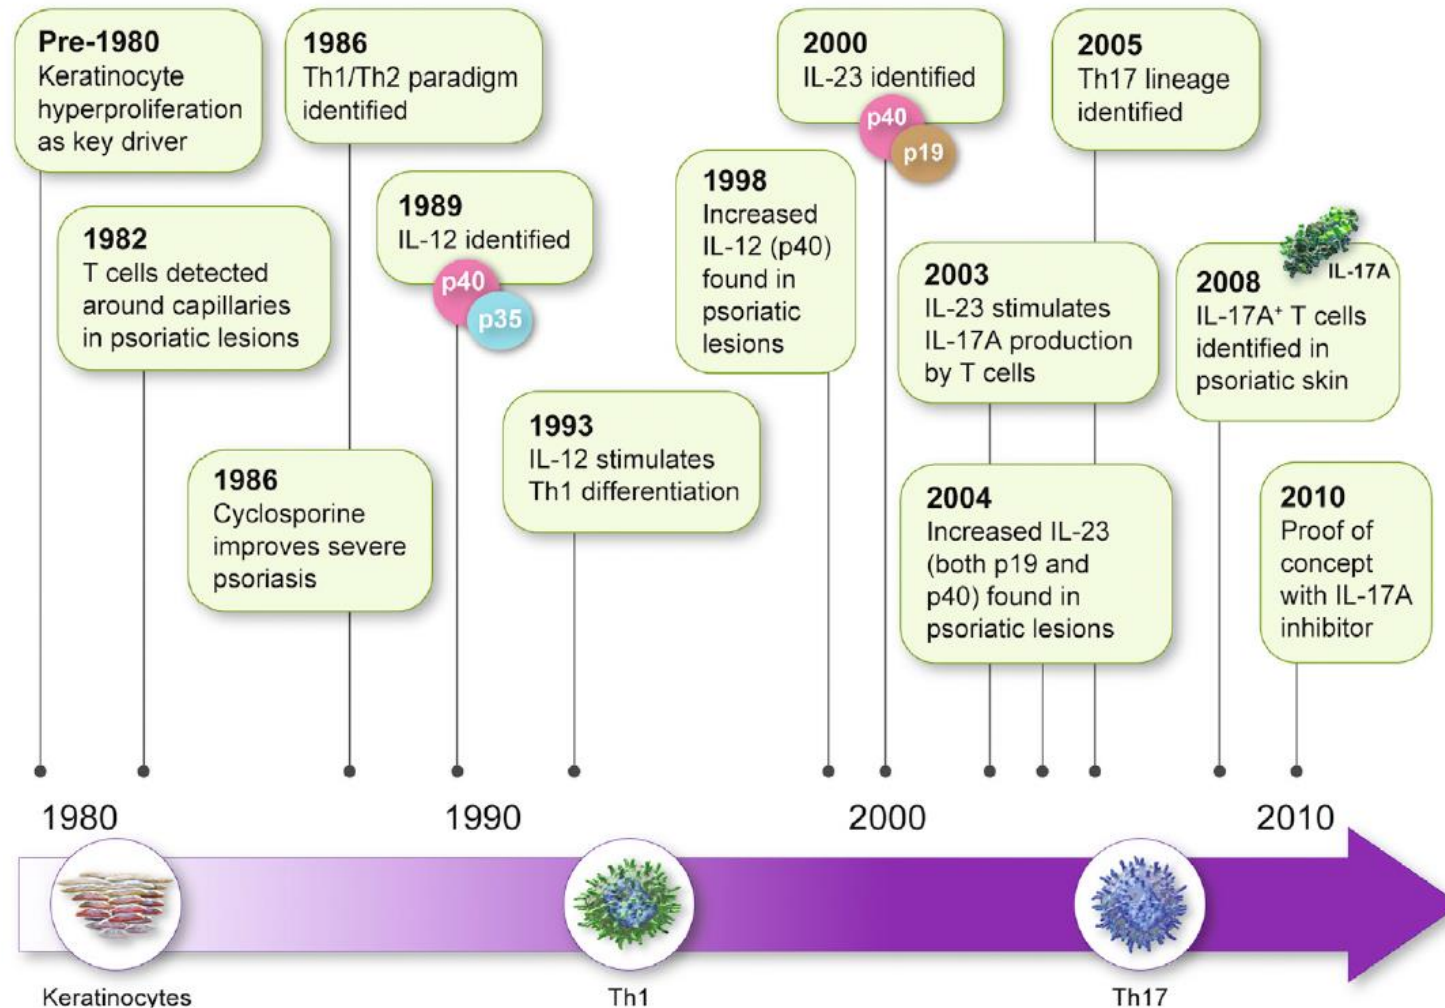 Pre-1980
Keratinocyte
hyperproliferation
as key driver
1982
T cells detected
around capillaries
in psoriatic lesions
1986
Th1/Th2 paradigm
identified
1986
Cyclosporine
improves severe
psoriasis
1989
IL-12 identified
p40
p35
1993
IL-12 stimulates
Th1 differentiation
1998
Increased
IL-12 (p40)
found in
psoriatic
lesions
2000
IL-23 identified
p40
p19
2003
IL-23 stimulates
IL-17A production
by T cells
2004
Increased IL-23
(both p19 and
p40) found in
psoriatic lesions
2005
Th17 lineage
identified
IL-17A
2008
IL-17A⁺ T cells
identified in
psoriatic skin
2010
Proof of
concept
with IL-17A
inhibitor
1980
1990
2000
2010
Keratinocytes
Th1
Th17